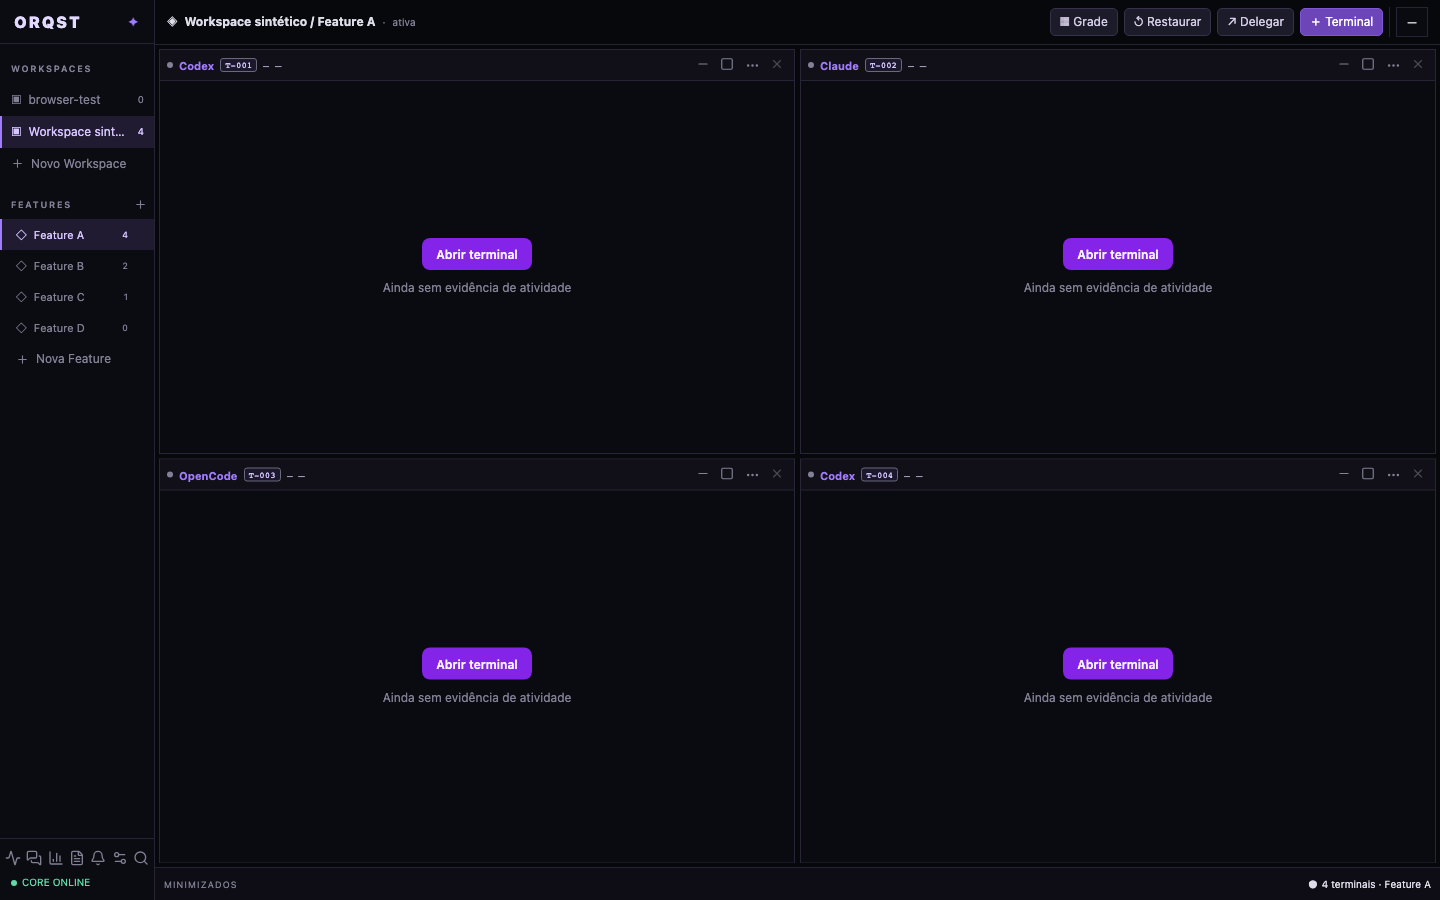 ORQST
WORKSPACES
browser-test 0
Workspace sint... 4
+ Novo Workspace
FEATURES +
Feature A 4
Feature B 2
Feature C 1
Feature D 0
+ Nova Feature
CORE ONLINE
Workspace sintético / Feature A · ativa
Grade
Restaurar
Delegar
+ Terminal
Codex T-001 — —
Abrir terminal
Ainda sem evidência de atividade
Claude T-002 — —
Abrir terminal
Ainda sem evidência de atividade
OpenCode T-003 — —
Abrir terminal
Ainda sem evidência de atividade
Codex T-004 — —
Abrir terminal
Ainda sem evidência de atividade
MINIMIZADOS
4 terminais · Feature A